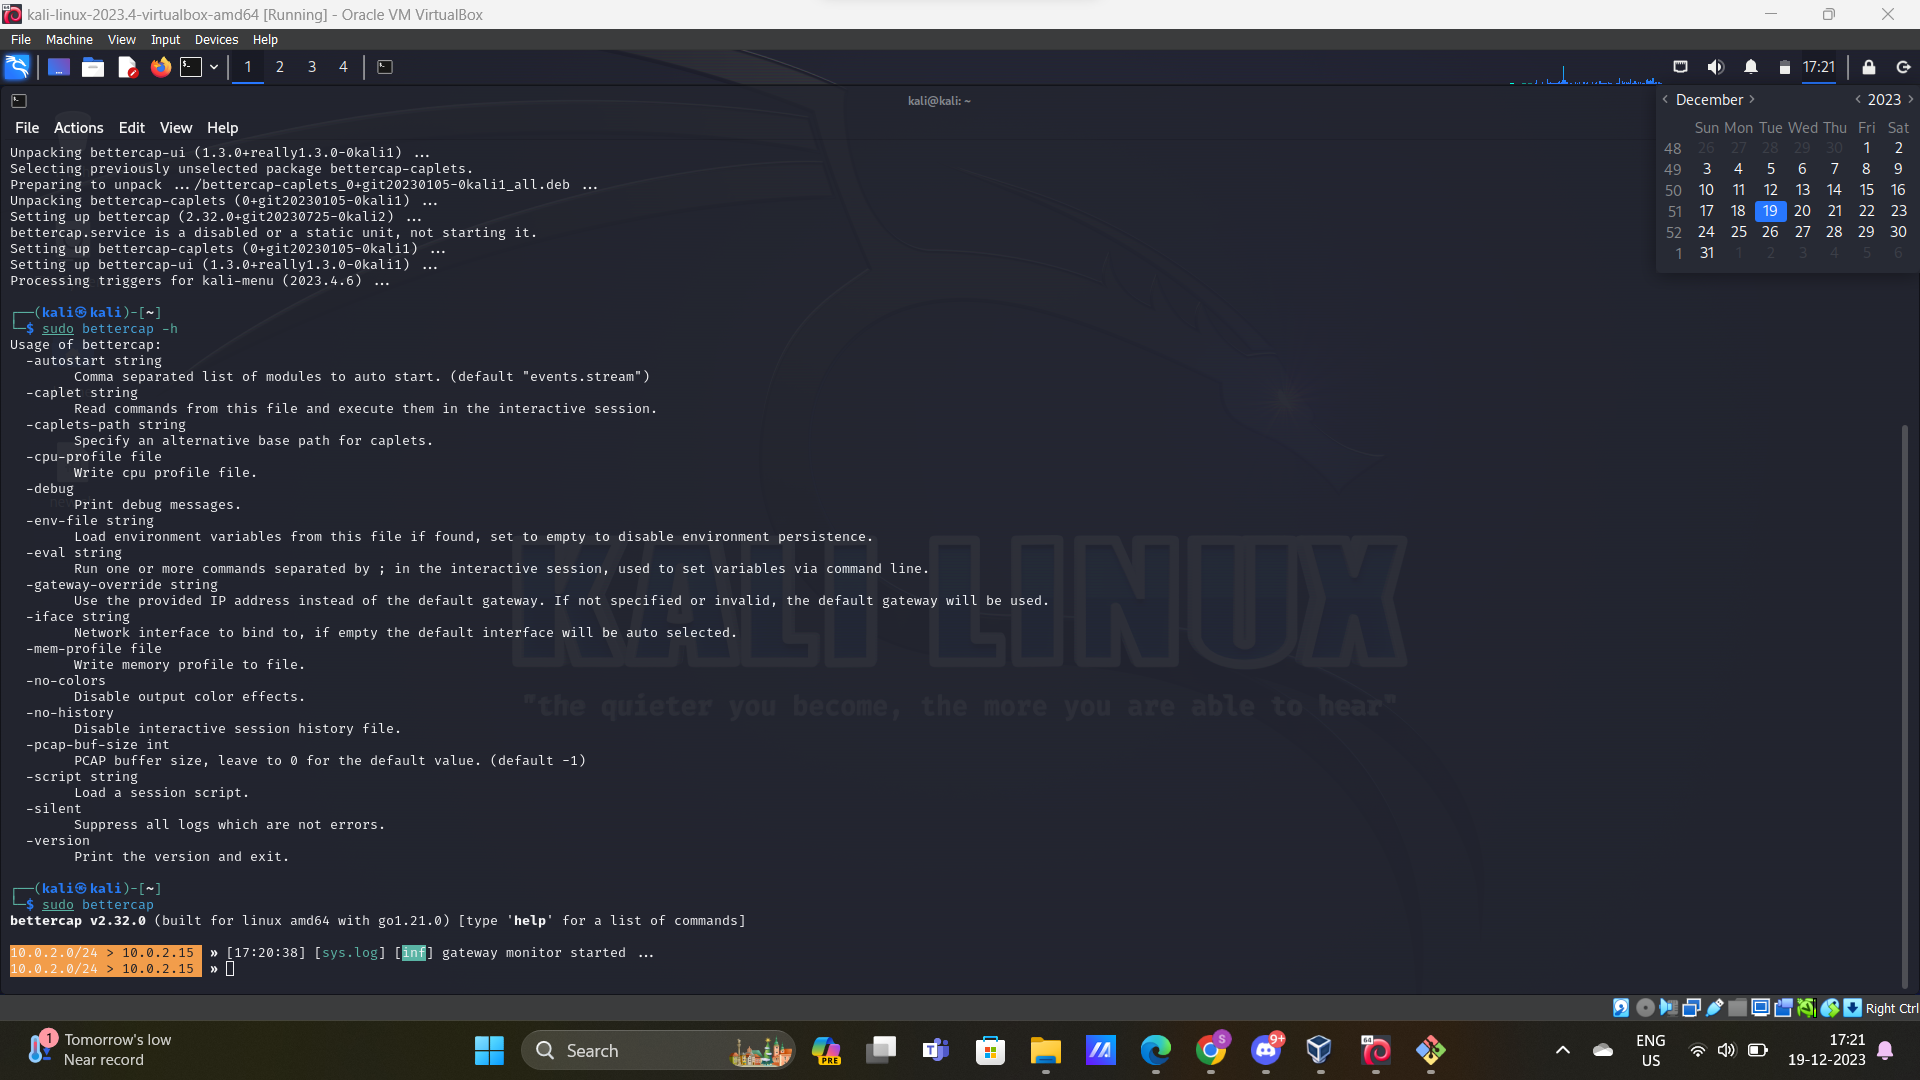 kali-linux-2023.4-virtualbox-amd64 [Running] - Oracle VM VirtualBox
File Machine View Input Devices Help
1 2 3 4
17:21
kali@kali: ~
File Actions Edit View Help
December 2023
Sun Mon Tue Wed Thu Fri Sat
48 26 27 28 29 30 1 2
49 3 4 5 6 7 8 9
50 10 11 12 13 14 15 16
51 17 18 19 20 21 22 23
52 24 25 26 27 28 29 30
1 31 1 2 3 4 5 6
Unpacking bettercap-ui (1.3.0+really1.3.0-0kali1) ...
Selecting previously unselected package bettercap-caplets.
Preparing to unpack .../bettercap-caplets_0+git20230105-0kali1_all.deb ...
Unpacking bettercap-caplets (0+git20230105-0kali1) ...
Setting up bettercap (2.32.0+git20230725-0kali2) ...
bettercap.service is a disabled or a static unit, not starting it.
Setting up bettercap-caplets (0+git20230105-0kali1) ...
Setting up bettercap-ui (1.3.0+really1.3.0-0kali1) ...
Processing triggers for kali-menu (2023.4.6) ...
┌──(kali㉿kali)-[~]
└─$ sudo bettercap -h
Usage of bettercap:
-autostart string
Comma separated list of modules to auto start. (default "events.stream")
-caplet string
Read commands from this file and execute them in the interactive session.
-caplets-path string
Specify an alternative base path for caplets.
-cpu-profile file
Write cpu profile file.
-debug
Print debug messages.
-env-file string
Load environment variables from this file if found, set to empty to disable environment persistence.
-eval string
Run one or more commands separated by ; in the interactive session, used to set variables via command line.
-gateway-override string
Use the provided IP address instead of the default gateway. If not specified or invalid, the default gateway will be used.
-iface string
Network interface to bind to, if empty the default interface will be auto selected.
-mem-profile file
Write memory profile to file.
-no-colors
Disable output color effects.
-no-history
Disable interactive session history file.
-pcap-buf-size int
PCAP buffer size, leave to 0 for the default value. (default -1)
-script string
Load a session script.
-silent
Suppress all logs which are not errors.
-version
Print the version and exit.
KALI LINUX
"the quieter you become, the more you are able to hear"
┌──(kali㉿kali)-[~]
└─$ sudo bettercap
bettercap v2.32.0 (built for linux amd64 with go1.21.0) [type 'help' for a list of commands]
10.0.2.0/24 > 10.0.2.15 » [17:20:38] [sys.log] [inf] gateway monitor started ...
10.0.2.0/24 > 10.0.2.15 »
Right Ctrl
1
Tomorrow's low
Near record
Search
PRE
S
9+
64
ENG
US
17:21
19-12-2023